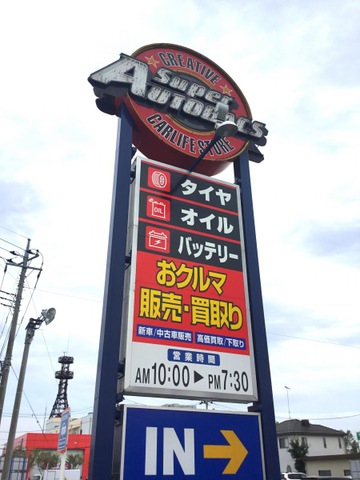 CREATIVE
Super
AUTOBACS
CARLIFE STORE
タイヤ
OIL
オイル
バッテリー
おクルマ
販売・買取り
新車/中古車販売 高価買取/下取り
営業時間
AM10:00▶PM7:30
IN→